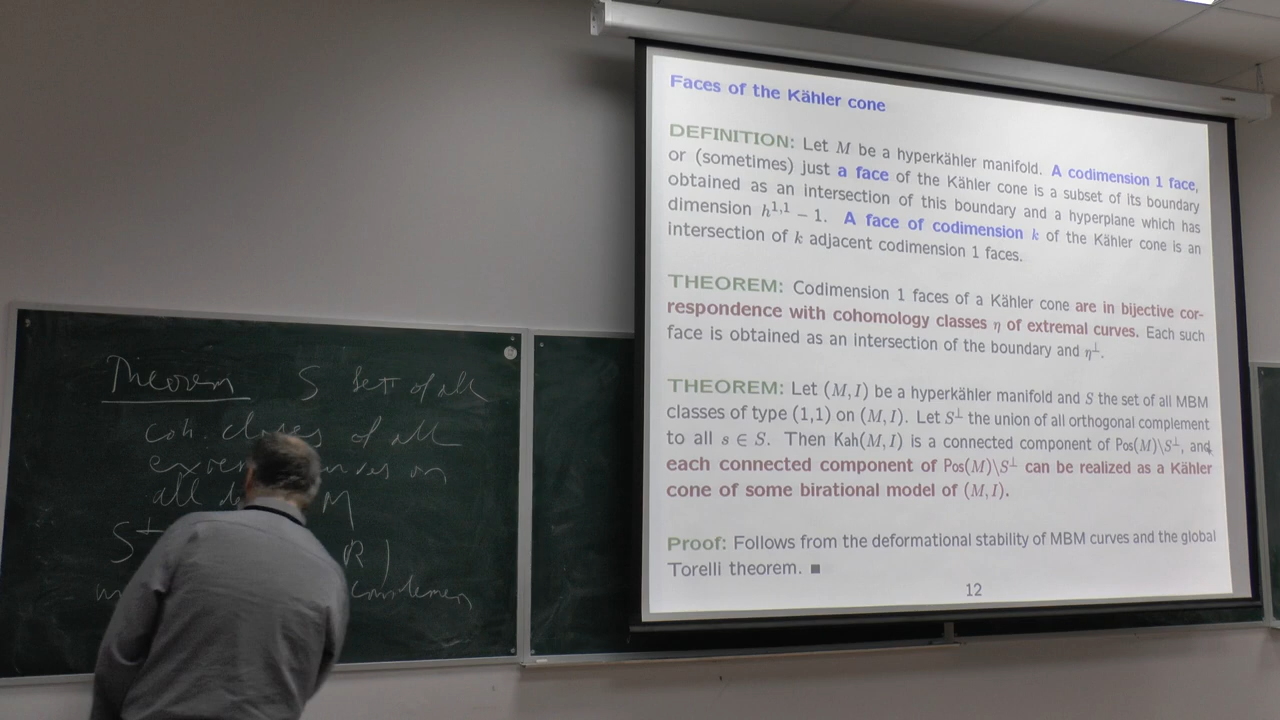 Faces of the Kähler cone
DEFINITION: Let M be a hyperkähler manifold. A codimension 1 face,
or (sometimes) just a face of the Kähler cone is a subset of its boundary
obtained as an intersection of this boundary and a hyperplane which has
dimension h^{1,1} − 1. A face of codimension k of the Kähler cone is an
intersection of k adjacent codimension 1 faces.
THEOREM: Codimension 1 faces of a Kähler cone are in bijective cor-
respondence with cohomology classes η of extremal curves. Each such
face is obtained as an intersection of the boundary and η^⊥.
THEOREM: Let (M, I) be a hyperkähler manifold and S the set of all MBM
classes of type (1,1) on (M, I). Let S^⊥ the union of all orthogonal complement
to all s ∈ S. Then Kah(M, I) is a connected component of Pos(M)\S^⊥, and
each connected component of Pos(M)\S^⊥ can be realized as a Kähler
cone of some birational model of (M, I).
Proof: Follows from the deformational stability of MBM curves and the global
Torelli theorem. ■
12
Theorem S set of all
coh. classes of all
on
all M
S^⊥ R)
complemen